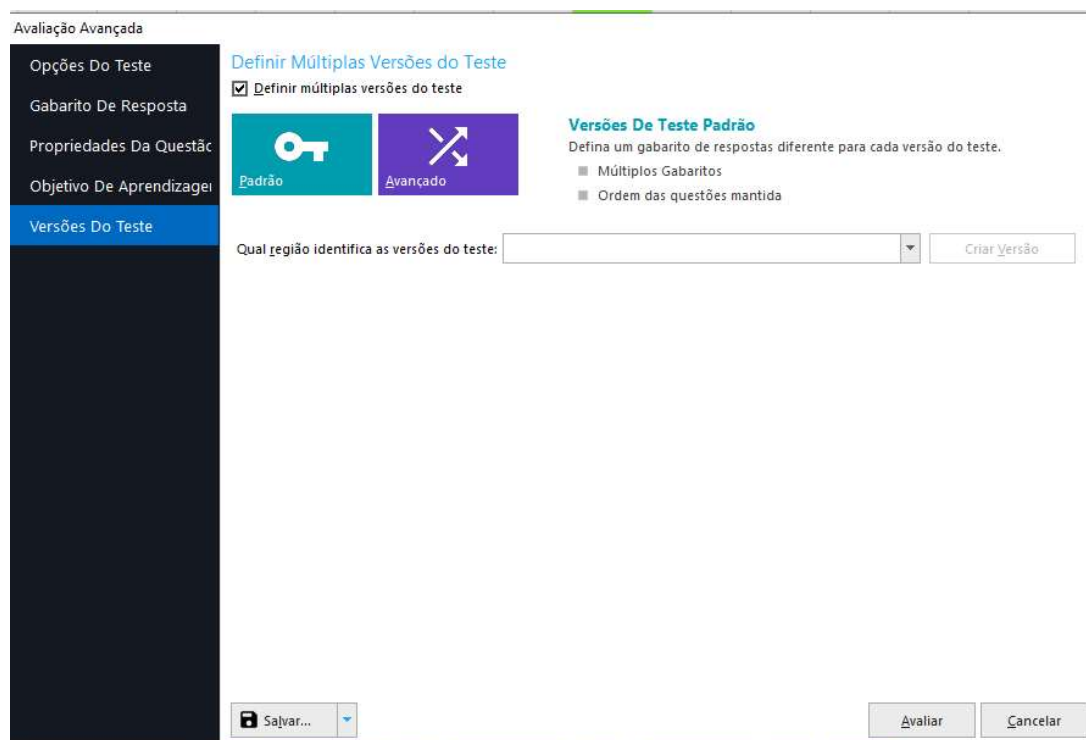 Avaliação Avançada
Opções Do Teste
Gabarito De Resposta
Propriedades Da Questão
Objetivo De Aprendizagem
Versões Do Teste
Definir Múltiplas Versões do Teste
Definir múltiplas versões do teste
Padrão
Avançado
Versões De Teste Padrão
Defina um gabarito de respostas diferente para cada versão do teste.
Múltiplos Gabaritos
Ordem das questões mantida
Qual região identifica as versões do teste:
Criar Versão
Salvar...
Avaliar
Cancelar